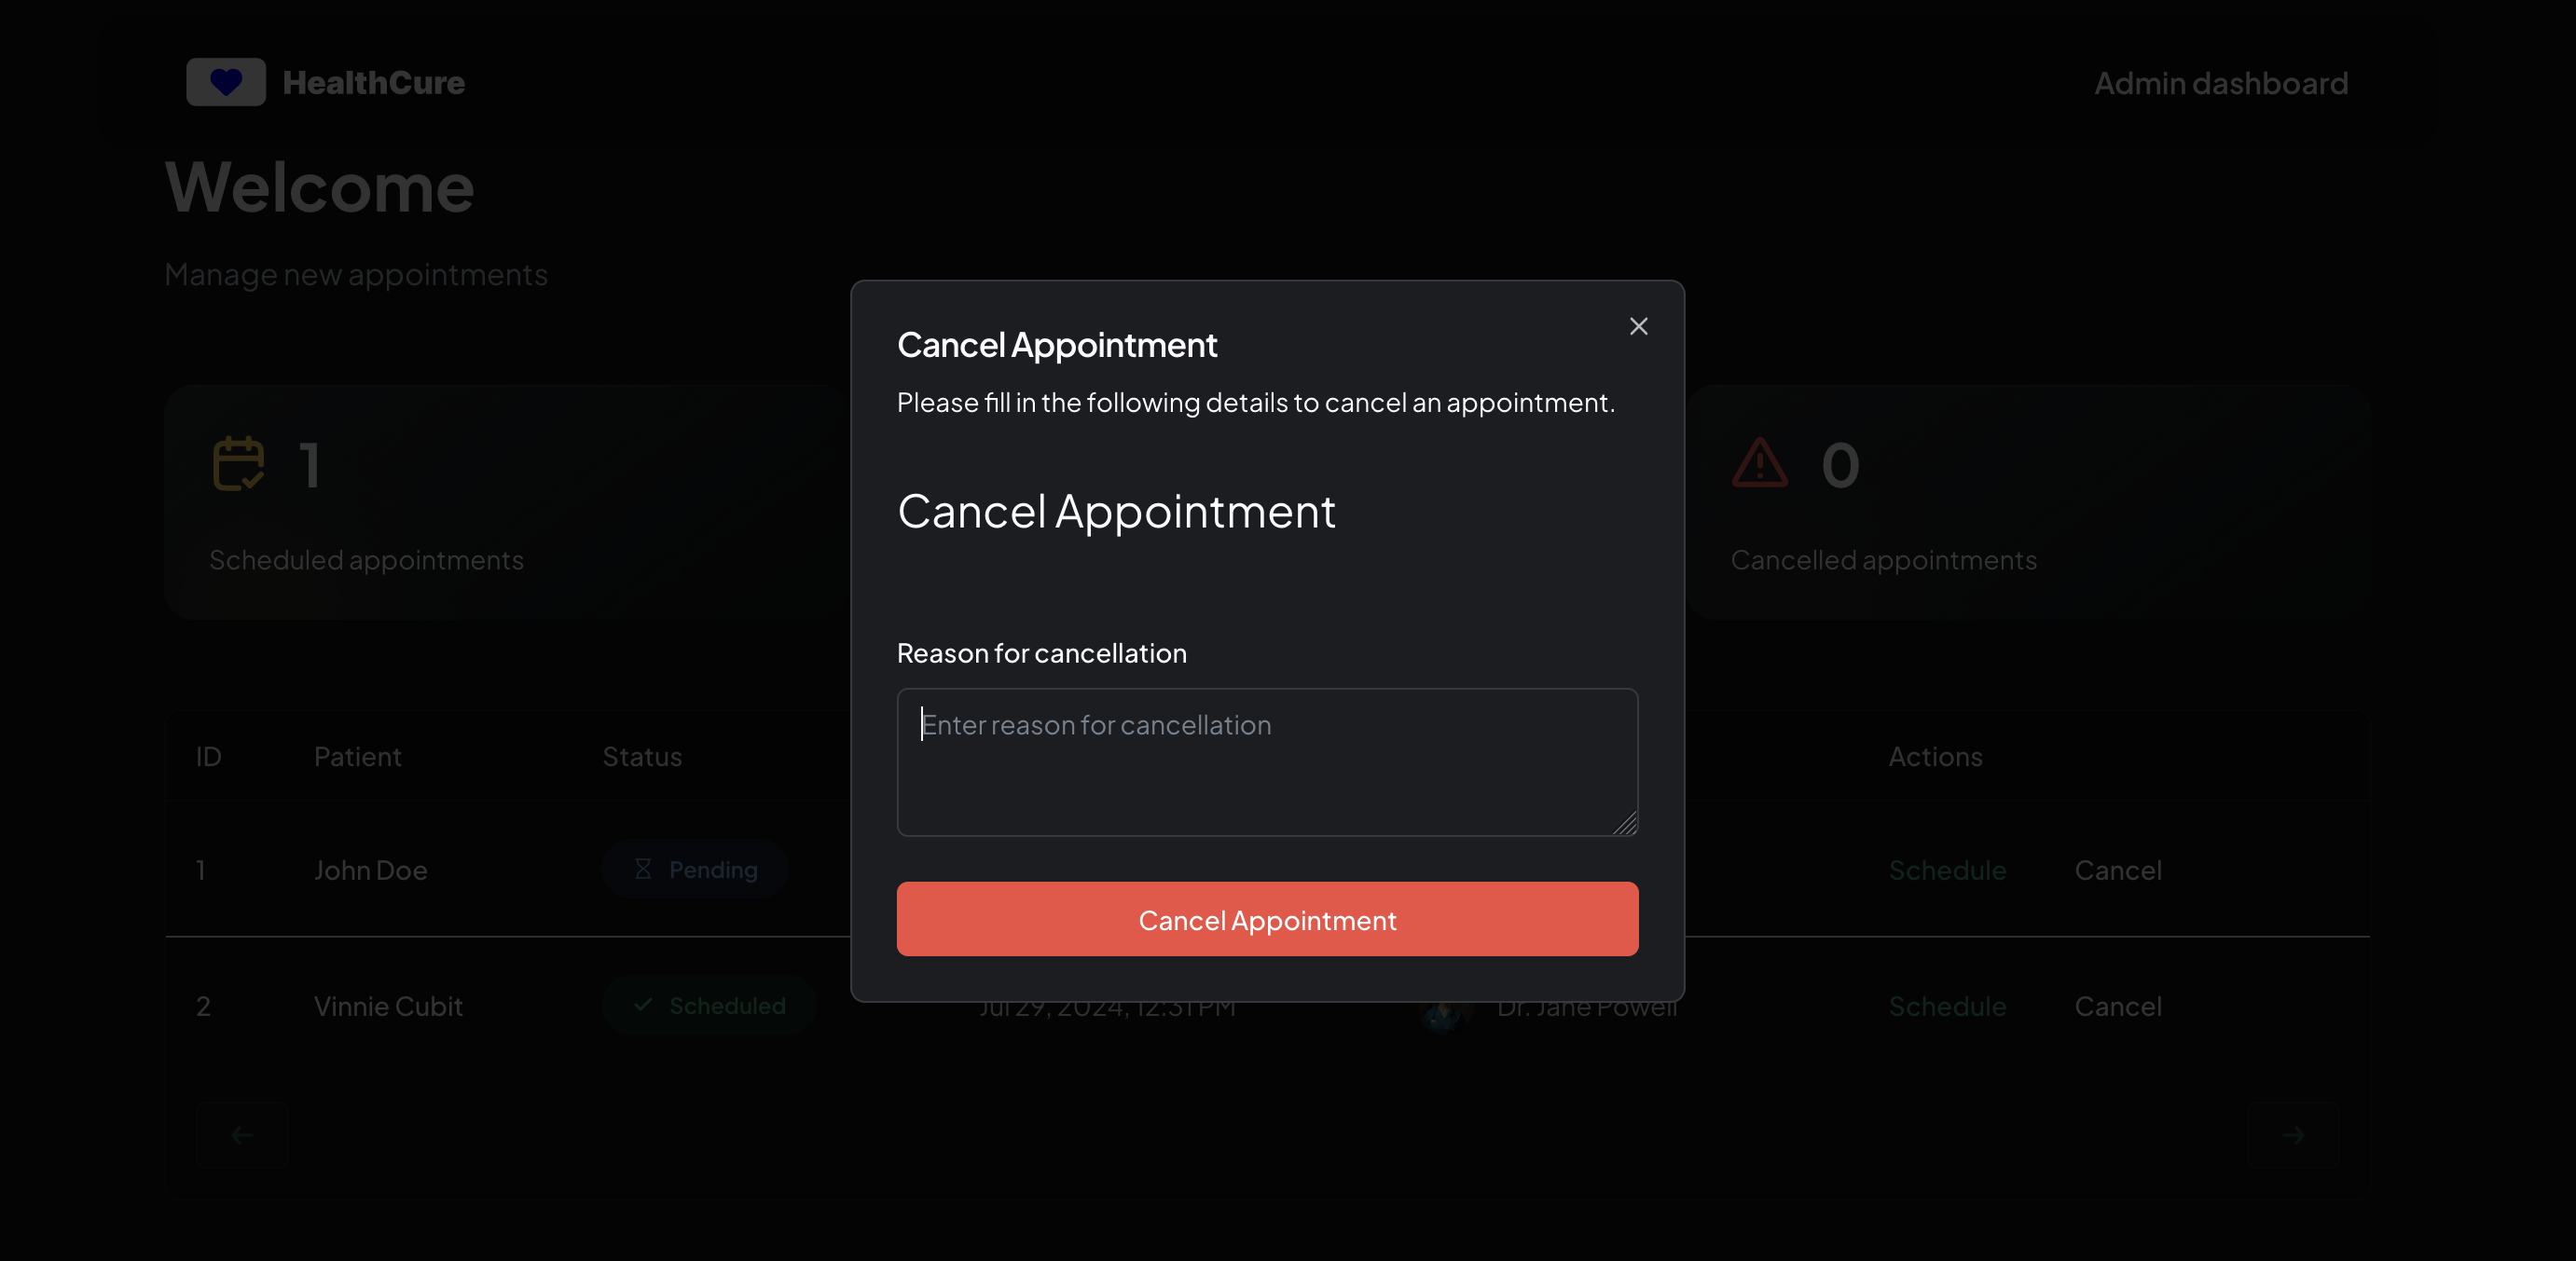 HealthCure
Admin dashboard
Welcome
Manage new appointments
Cancel Appointment
Please fill in the following details to cancel an appointment.
1
0
Cancel Appointment
Scheduled appointments
Cancelled appointments
Reason for cancellation
Enter reason for cancellation
ID Patient Status Actions
1 John Doe Pending Schedule Cancel
Cancel Appointment
2 Vinnie Cubit Scheduled Jul 29, 2024, 12:31 PM Dr. Jane Powell Schedule Cancel